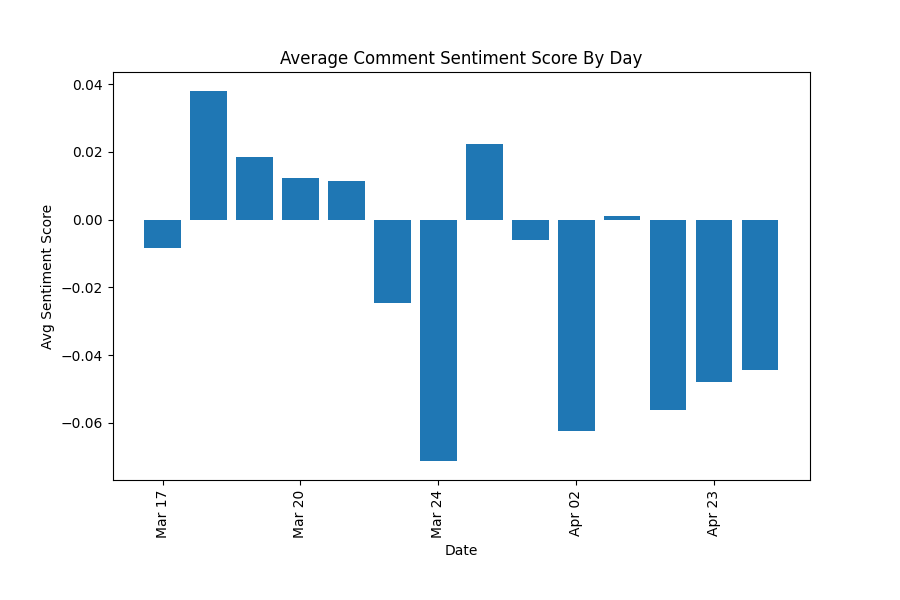 Average Comment Sentiment Score By Day
0.04
0.02
0.00
−0.02
−0.04
−0.06
Avg Sentiment Score
Mar 17
Mar 20
Mar 24
Apr 02
Apr 23
Date